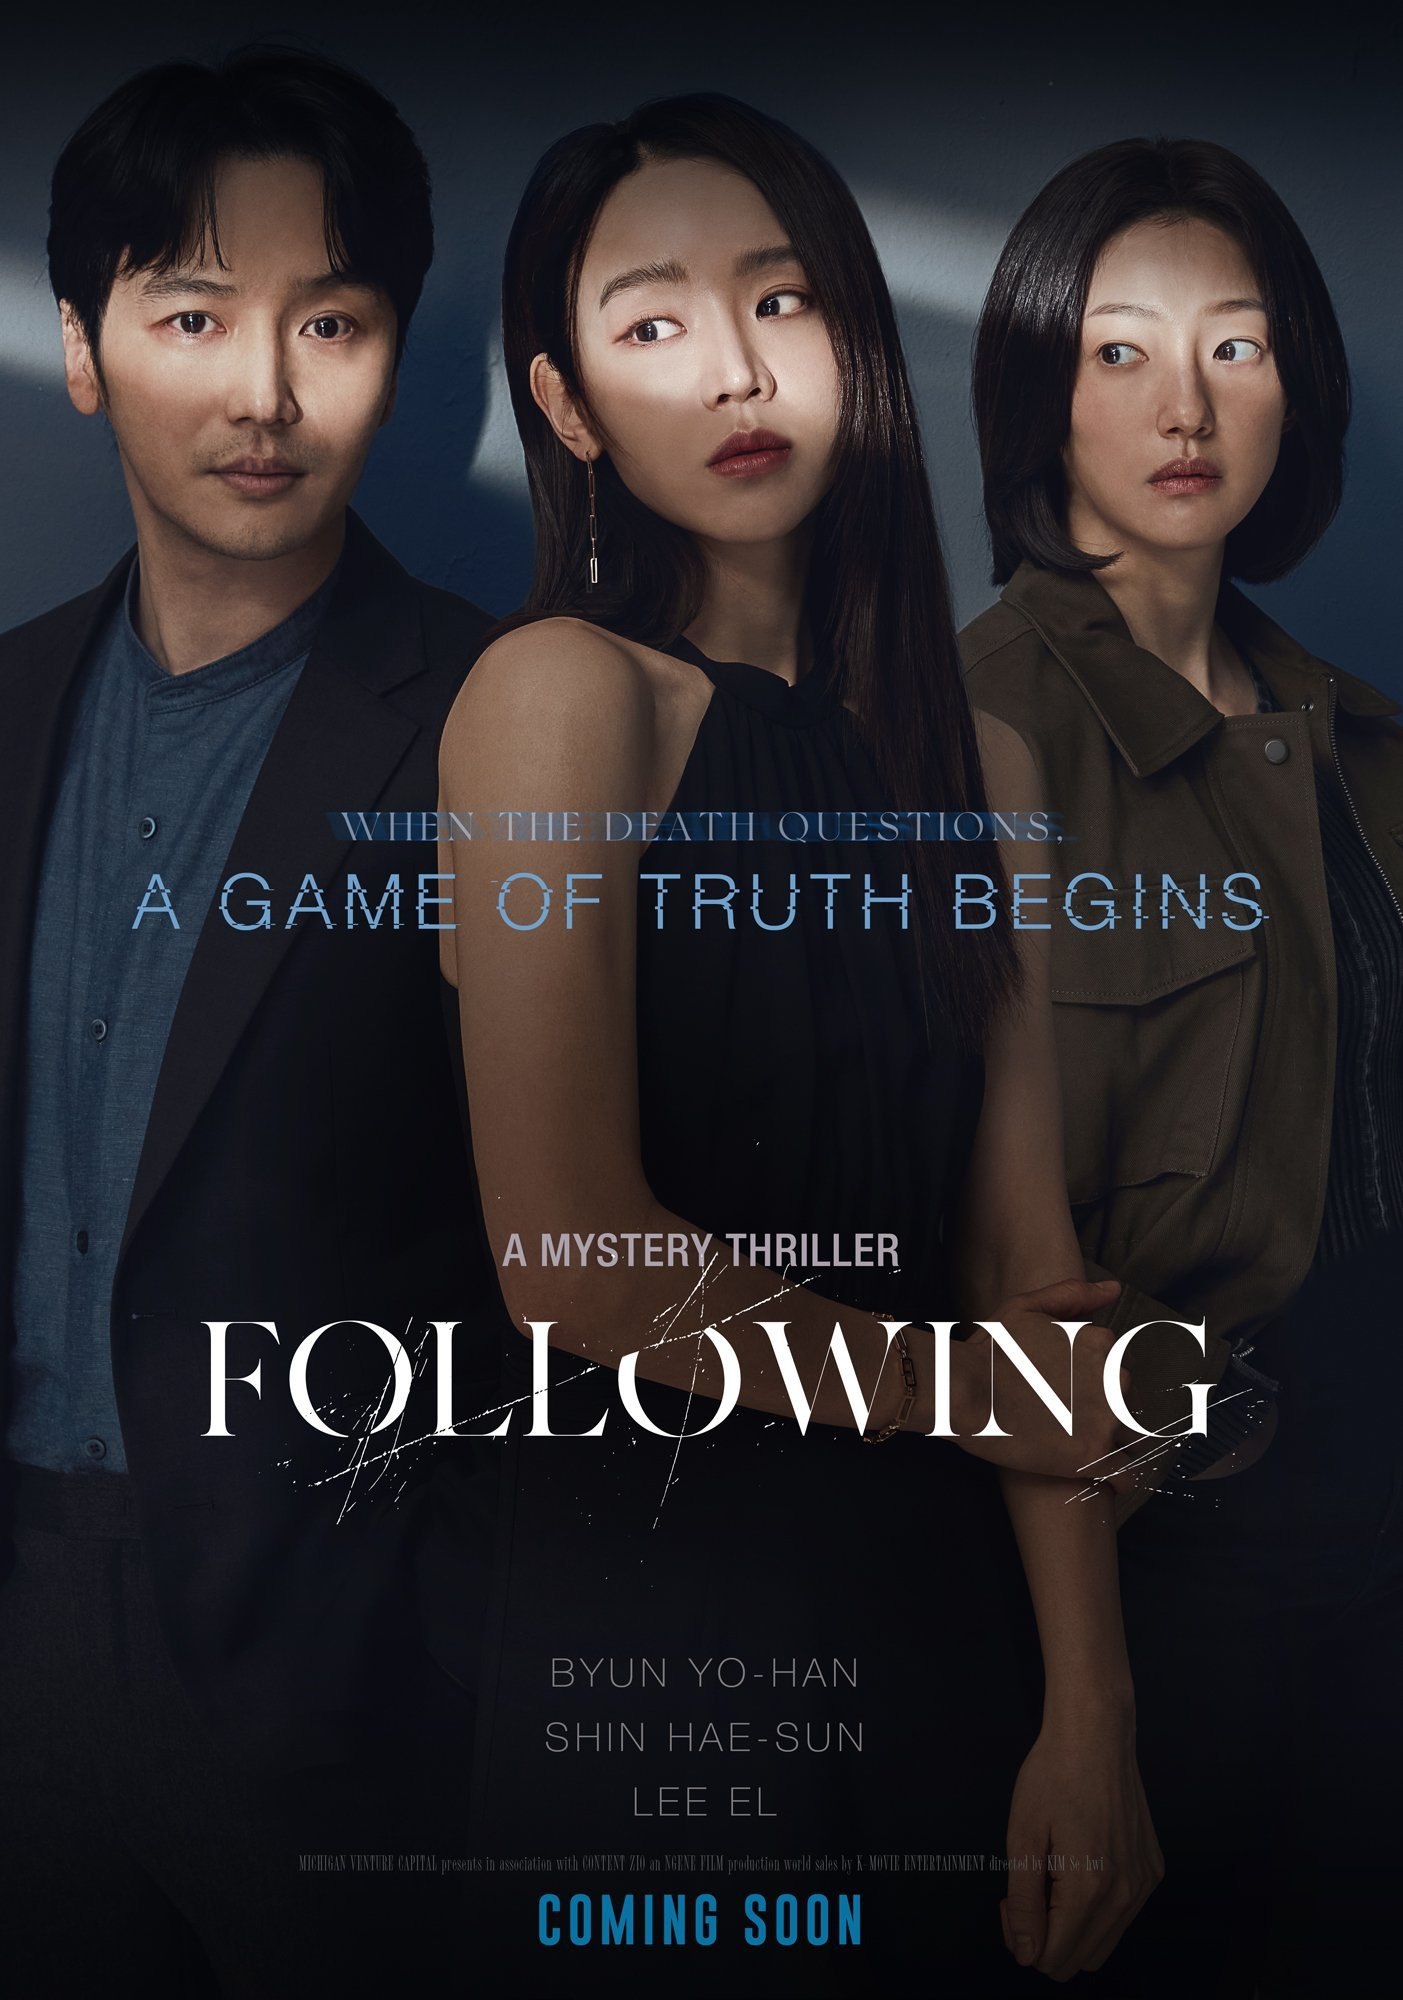 WHEN THE DEATH QUESTIONS,
A GAME OF TRUTH BEGINS
A MYSTERY THRILLER
FOLLOWING
BYUN YO-HAN
SHIN HAE-SUN
LEE EL
MICHIGAN VENTURE CAPITAL presents in association with CONTENT ZIO an NGENE FILM production world sales by K-MOVIE ENTERTAINMENT directed by KIM Se-hwi
COMING SOON